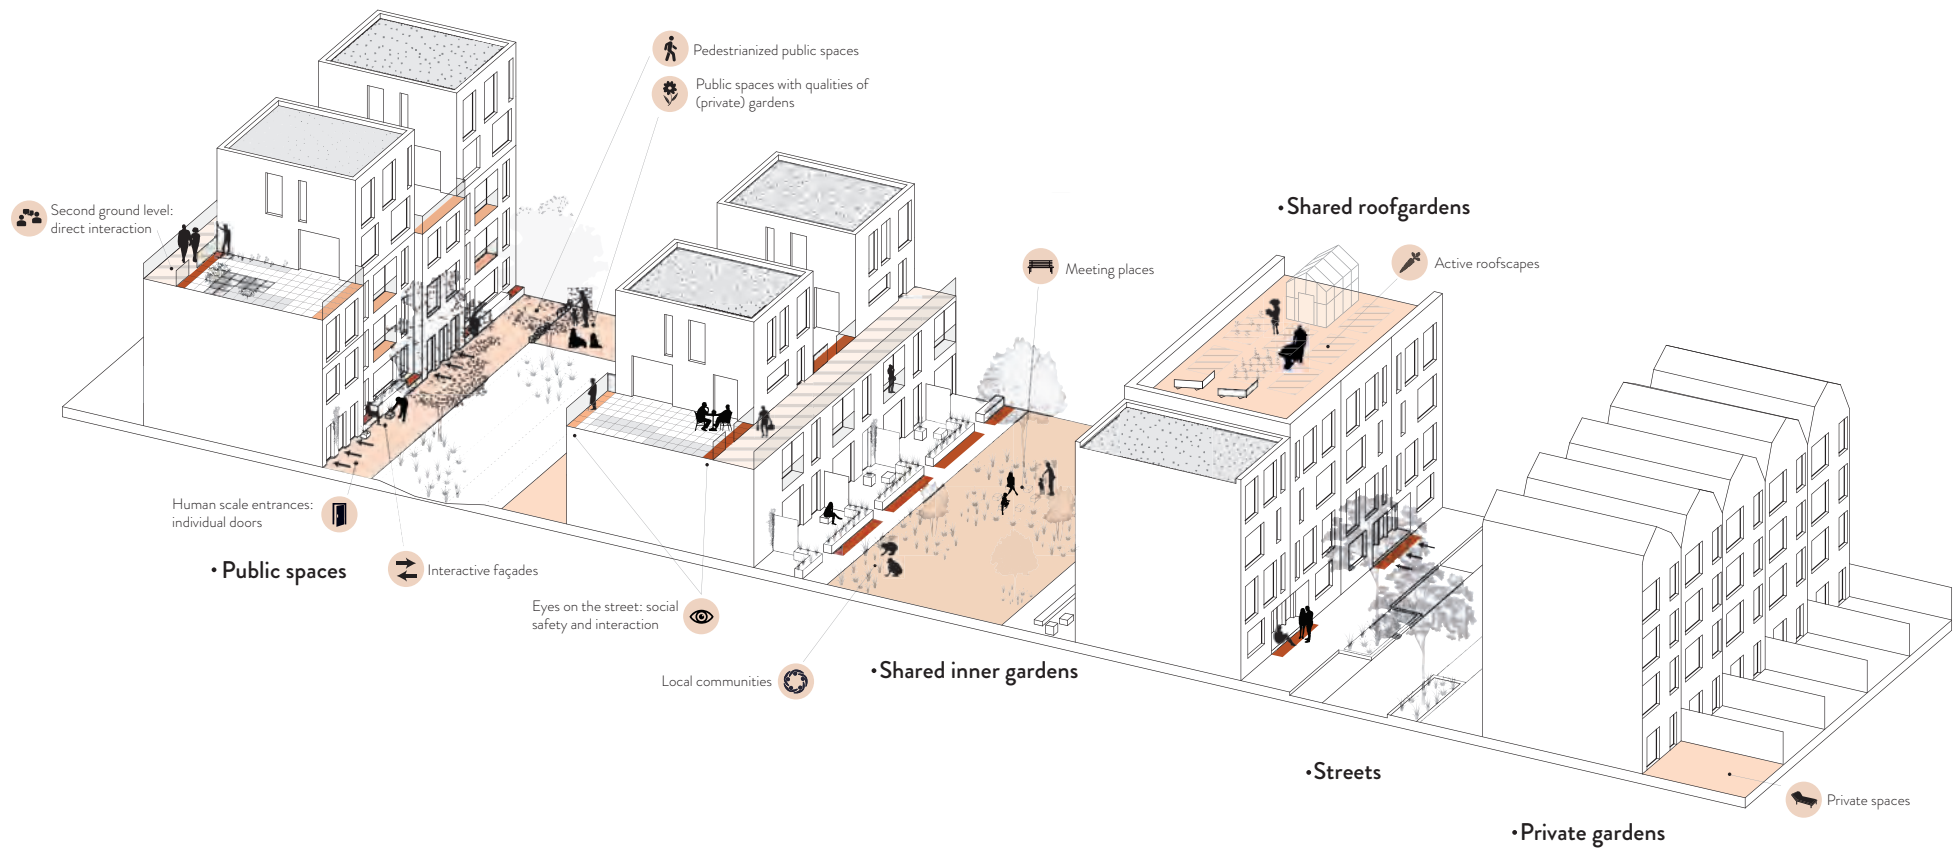 Pedestrianized public spaces
Public spaces with qualities of
(private) gardens
Second ground level:
direct interaction
•Shared roofgardens
Meeting places
Active roofscapes
Human scale entrances:
individual doors
•Public spaces
Interactive façades
Eyes on the street: social
safety and interaction
Local communities
•Shared inner gardens
•Streets
Private spaces
•Private gardens